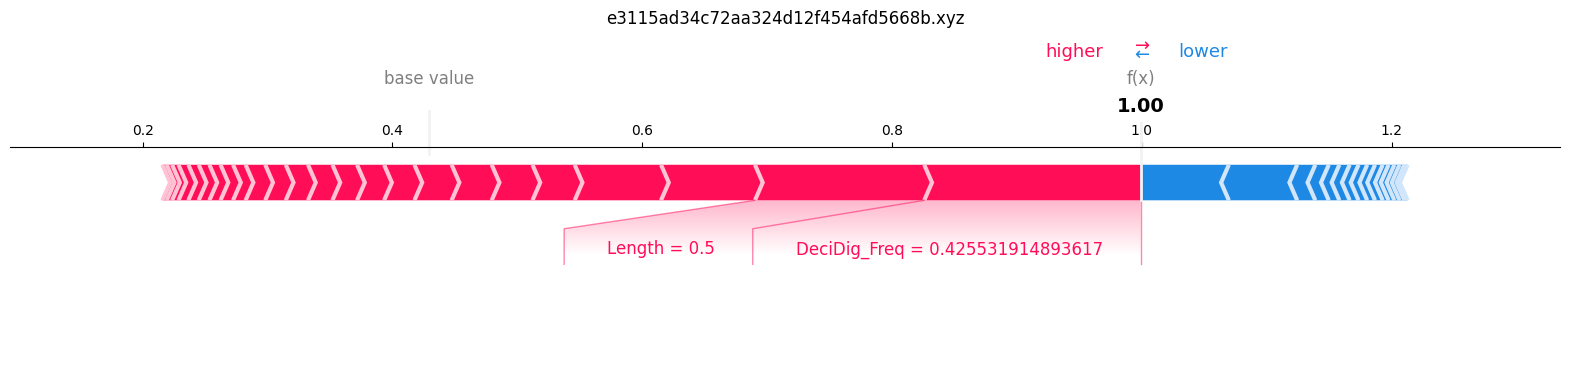 e3115ad34c72aa324d12f454afd5668b.xyz
higher → ← lower
base value f(x)
1.00
0.2 0.4 0.6 0.8 1.0 1.2
Length = 0.5 DeciDig_Freq = 0.425531914893617